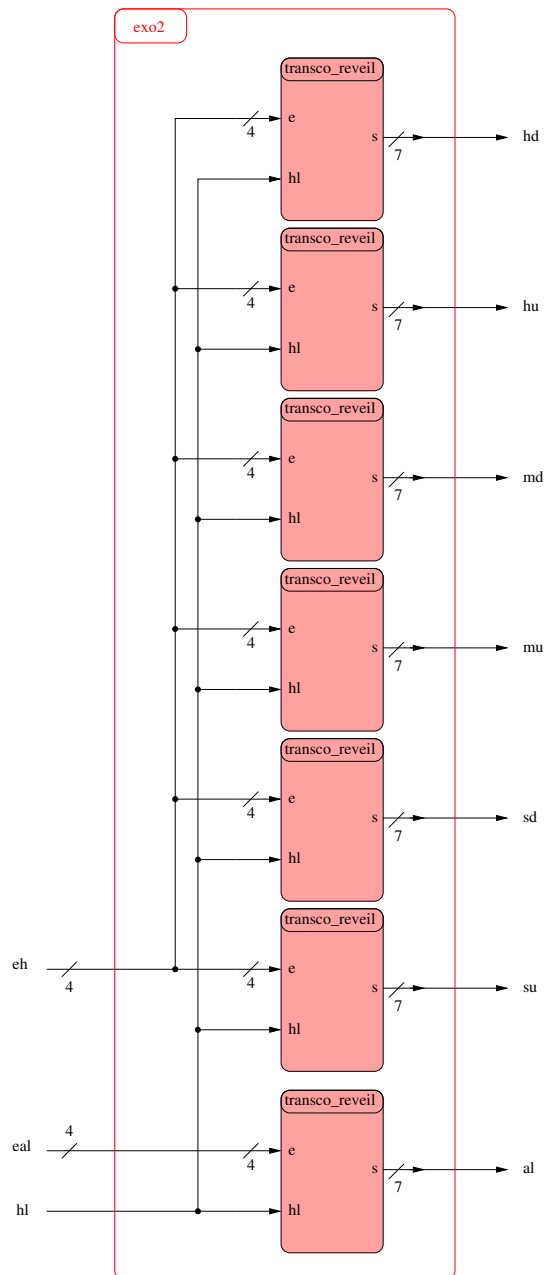 exo2
transco_reveil
e
4
hl
s
7
hd
transco_reveil
e
4
hl
s
7
hu
transco_reveil
e
4
hl
s
7
md
transco_reveil
e
4
hl
s
7
mu
transco_reveil
e
4
hl
s
7
sd
transco_reveil
eh
4
e
4
hl
s
7
su
transco_reveil
eal
4
e
4
hl
hl
s
7
al